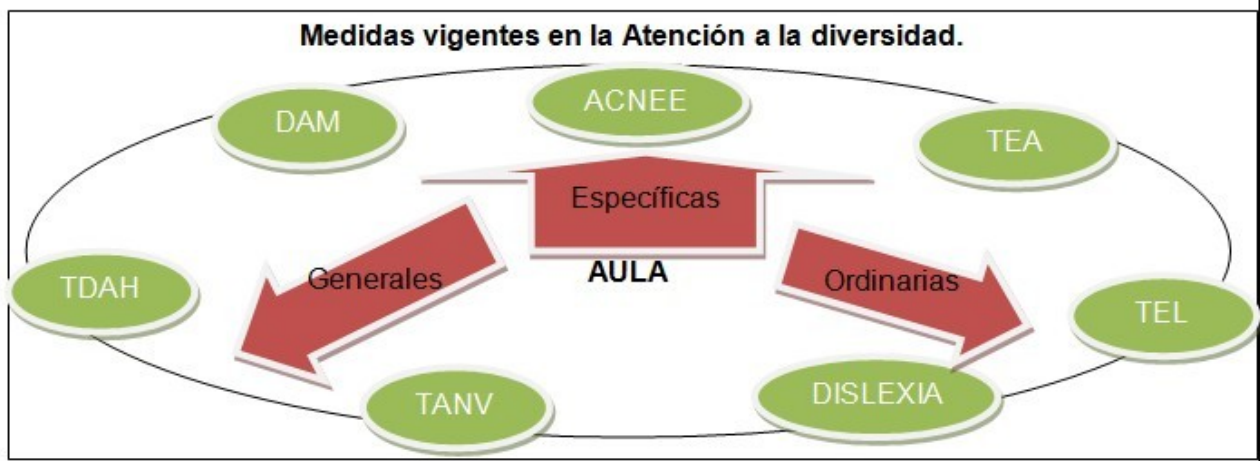 Medidas vigentes en la Atención a la diversidad.
ACNEE
DAM
TEA
Específicas
Generales
AULA
Ordinarias
TDAH
TEL
DISLEXIA
TANV